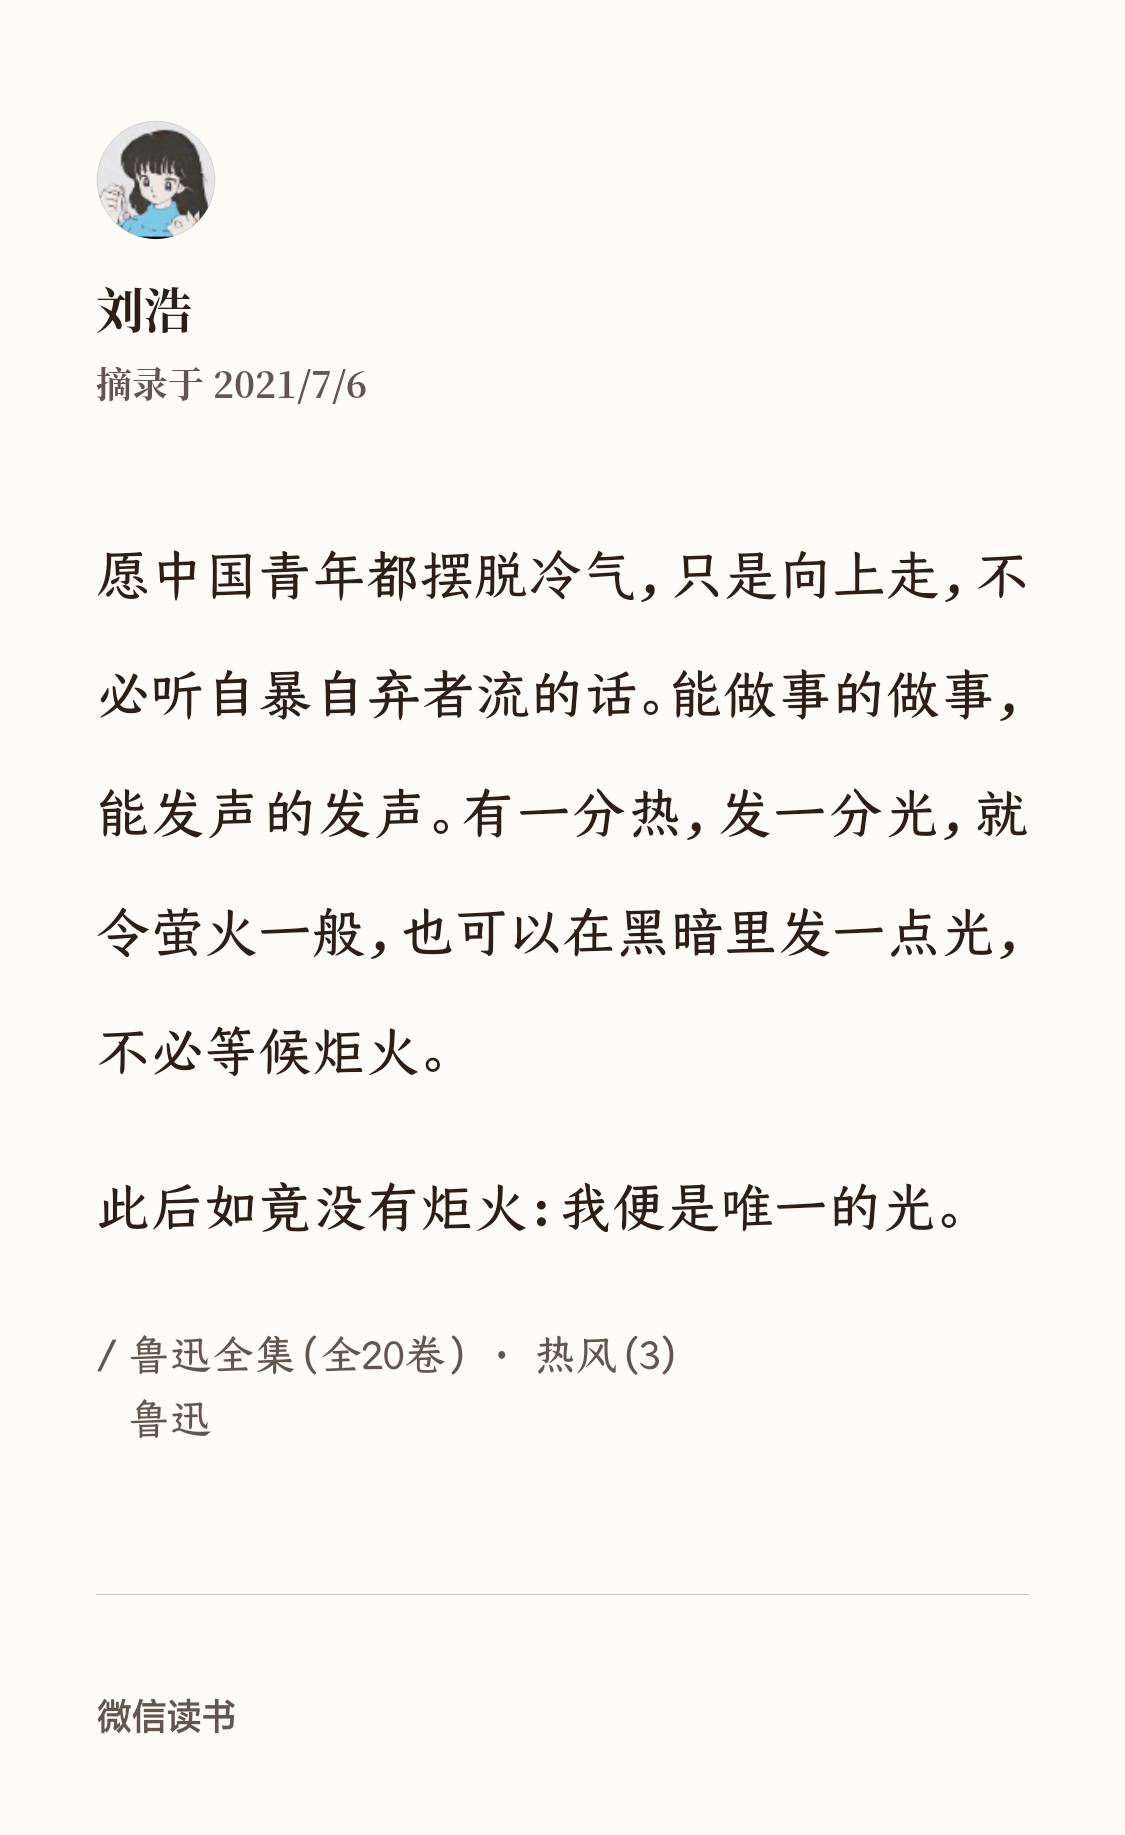 刘浩
摘录于 2021/7/6
愿中国青年都摆脱冷气，只是向上走，不
必听自暴自弃者流的话。能做事的做事，
能发声的发声。有一分热，发一分光，就
令萤火一般，也可以在黑暗里发一点光，
不必等候炬火。
此后如竟没有炬火：我便是唯一的光。
/ 鲁迅全集（全20卷） · 热风(3)
鲁迅
微信读书